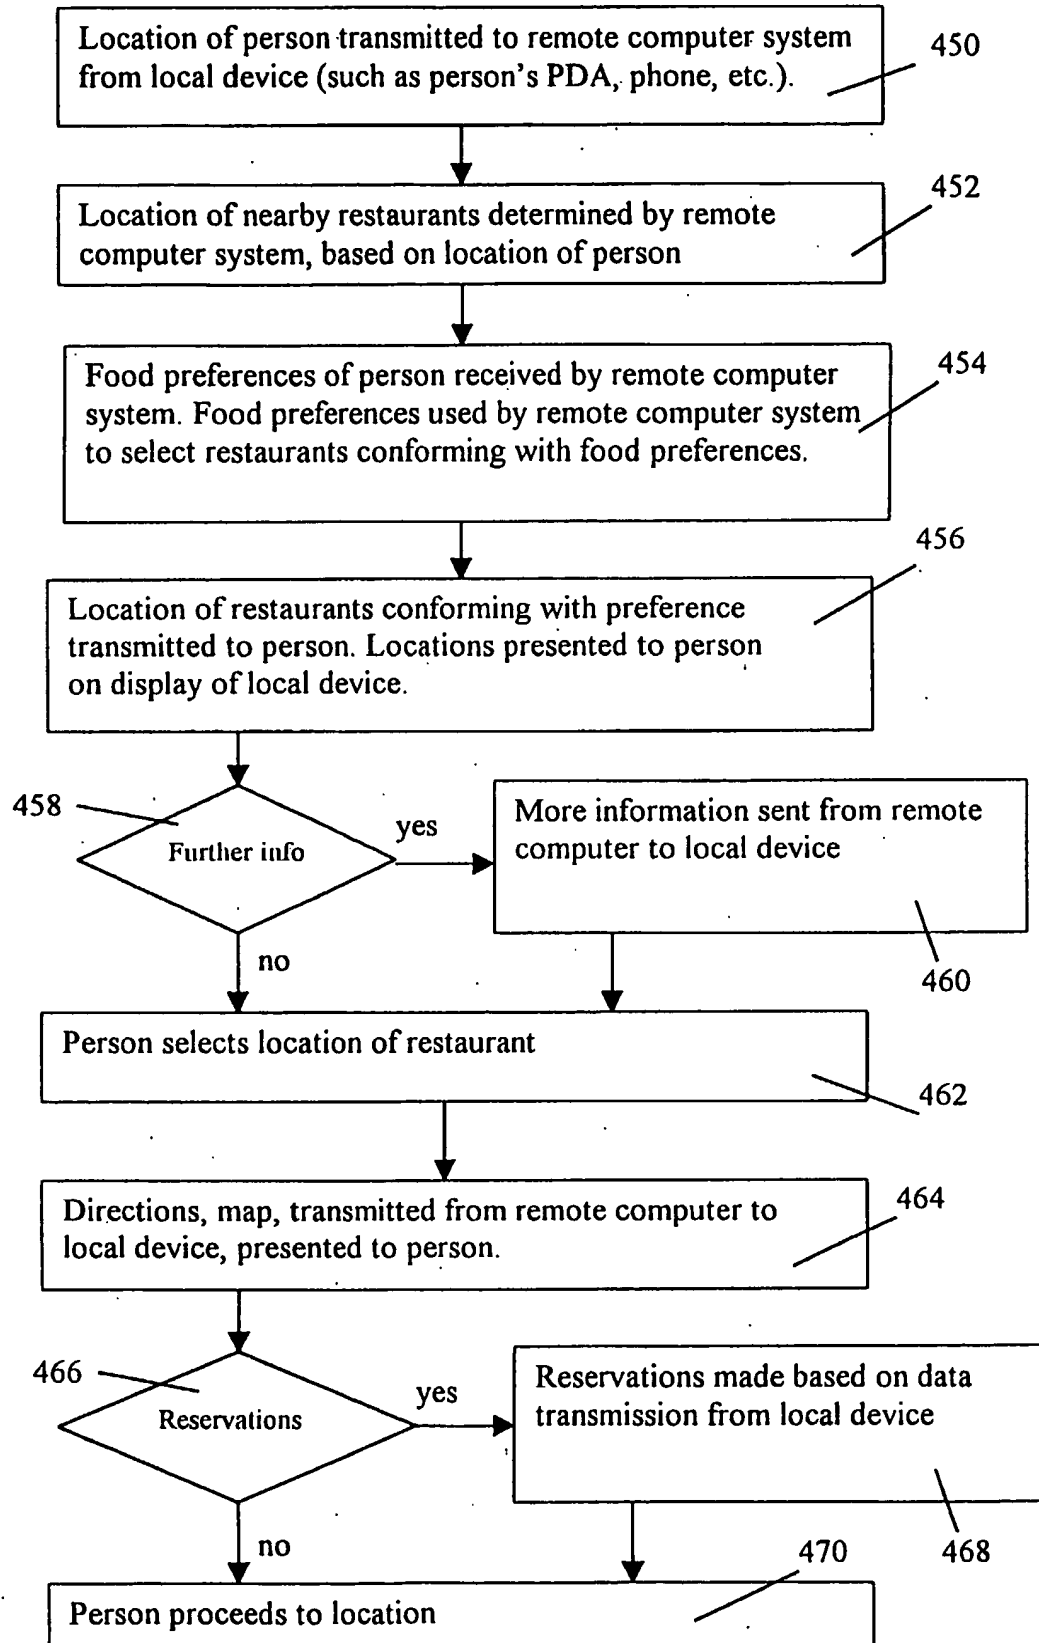 Location of person transmitted to remote computer system
from local device (such as person's PDA, phone, etc.).
450
Location of nearby restaurants determined by remote
computer system, based on location of person
452
Food preferences of person received by remote computer
system. Food preferences used by remote computer system
to select restaurants conforming with food preferences.
454
Location of restaurants conforming with preference
transmitted to person. Locations presented to person
on display of local device.
456
458
Further info
yes
no
More information sent from remote
computer to local device
460
Person selects location of restaurant
462
Directions, map, transmitted from remote computer to
local device, presented to person.
464
466
Reservations
yes
no
Reservations made based on data
transmission from local device
468
470
Person proceeds to location